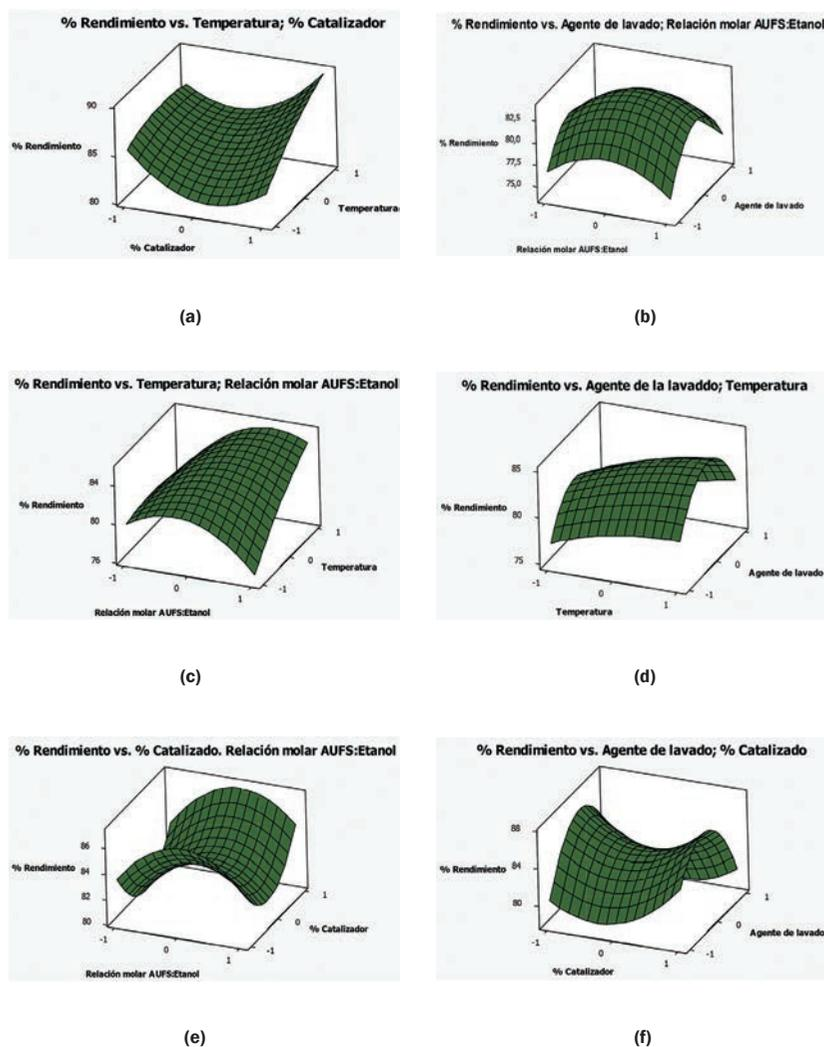 % Rendimiento vs. Temperatura; % Catalizador
90
% Rendimiento
85
80
-1
0
1
% Catalizador
-1
0
1
Temperatura
(a)
% Rendimiento vs. Agente de lavado; Relación molar AUFS:Etanol
82,5
% Rendimiento
80,0
77,5
75,0
-1
0
1
Relación molar AUFS:Etanol
-1
0
1
Agente de lavado
(b)
% Rendimiento vs. Temperatura; Relación molar AUFS:Etanol
84
% Rendimiento
80
76
-1
0
1
Relación molar AUFS:Etanol
-1
0
1
Temperatura
(c)
% Rendimiento vs. Agente de la lavaddo; Temperatura
85
% Rendimiento
80
75
-1
0
1
Temperatura
-1
0
1
Agente de lavado
(d)
% Rendimiento vs. % Catalizado. Relación molar AUFS:Etanol
86
% Rendimiento
84
82
80
-1
0
1
Relación molar AUFS:Etanol
-1
0
1
% Catalizador
(e)
% Rendimiento vs. Agente de lavado; % Catalizado
88
% Rendimiento
84
80
-1
0
1
% Catalizador
-1
0
1
Agente de lavado
(f)